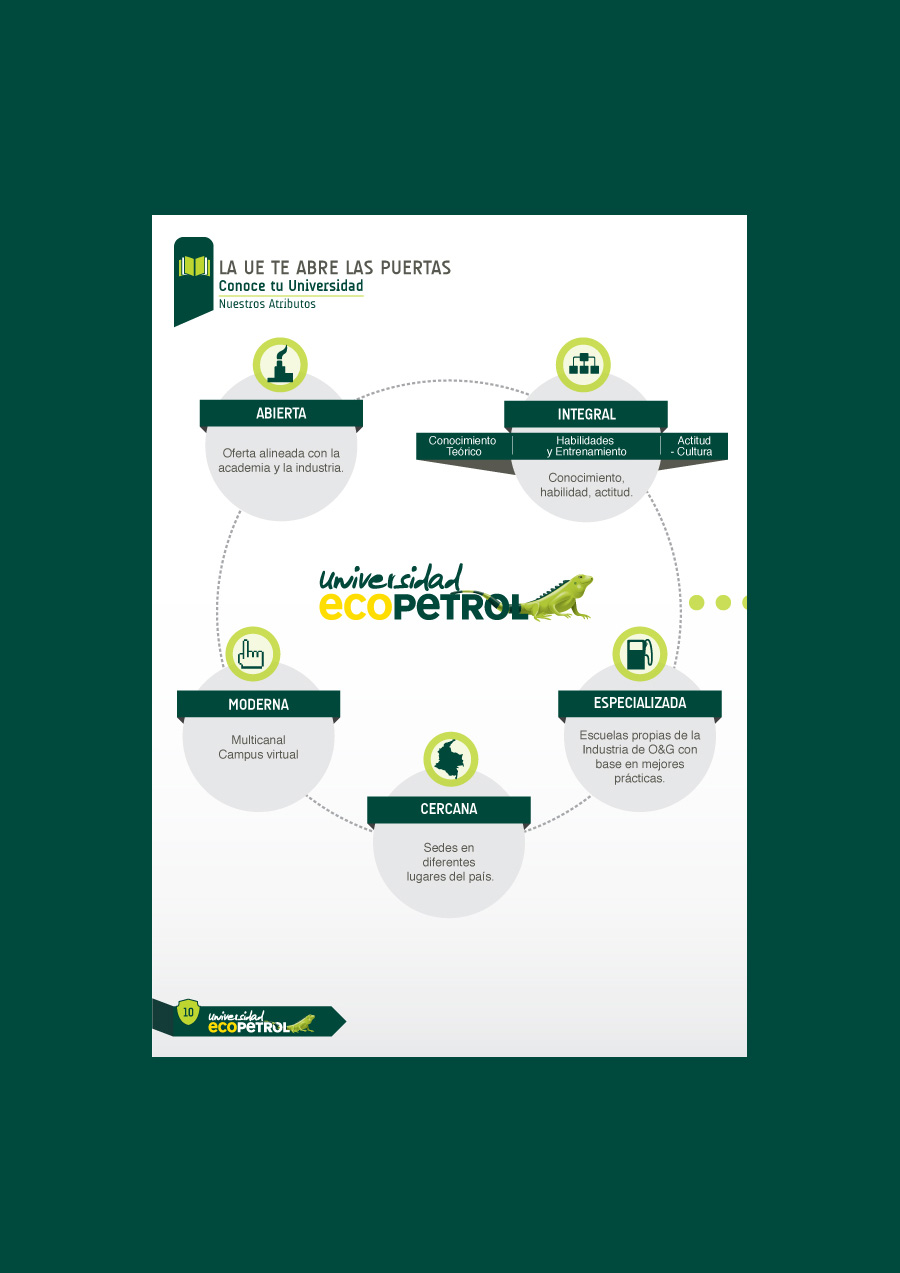 LA UE TE ABRE LAS PUERTAS
Conoce tu Universidad
Nuestros Atributos
ABIERTA
Oferta alineada con la
academia y la industria.
INTEGRAL
Conocimiento
Teórico
Habilidades
y Entrenamiento
Actitud
- Cultura
Conocimiento,
habilidad, actitud.
universidad
ecopetrol
MODERNA
Multicanal
Campus virtual
ESPECIALIZADA
Escuelas propias de la
Industria de O&G con
base en mejores
prácticas.
CERCANA
Sedes en
diferentes
lugares del país.
10
universidad
ecopetrol